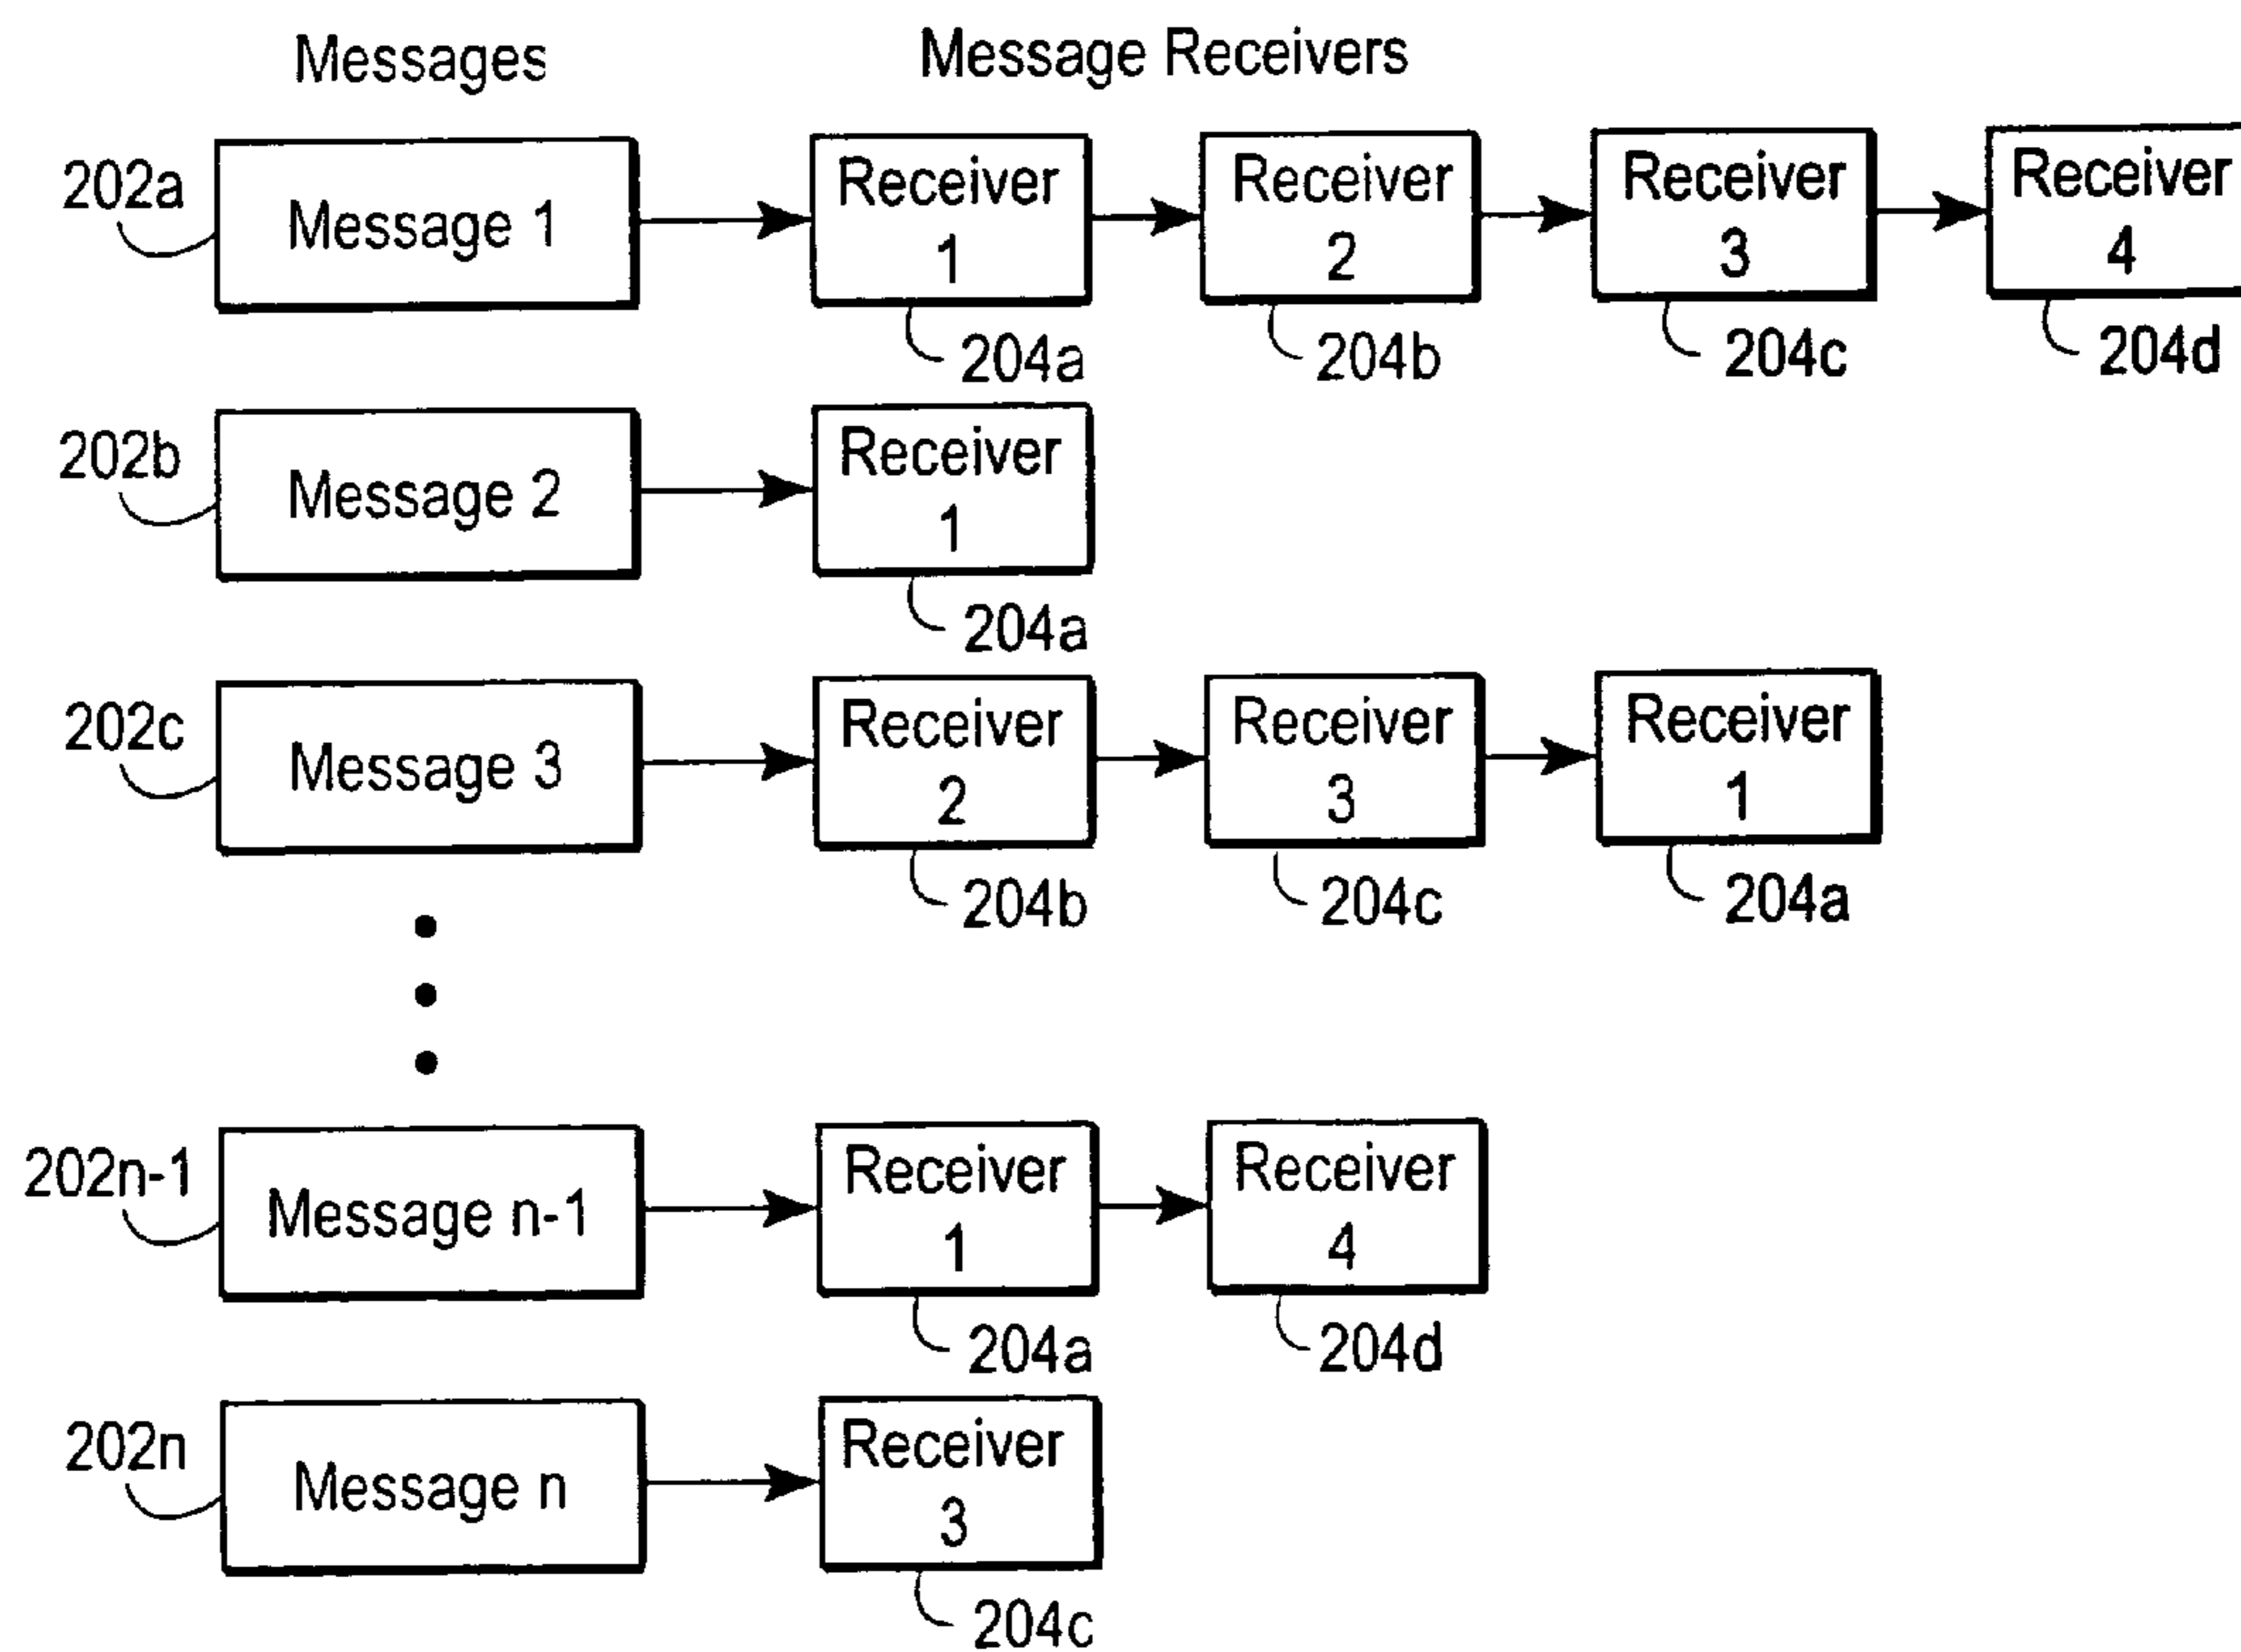 Messages
Message Receivers
202a
Message 1
Receiver
1
Receiver
2
Receiver
3
Receiver
4
204a
204b
204c
204d
202b
Message 2
Receiver
1
204a
202c
Message 3
Receiver
2
Receiver
3
Receiver
1
204b
204c
204a
202n-1
Message n-1
Receiver
1
Receiver
4
204a
204d
202n
Message n
Receiver
3
204c